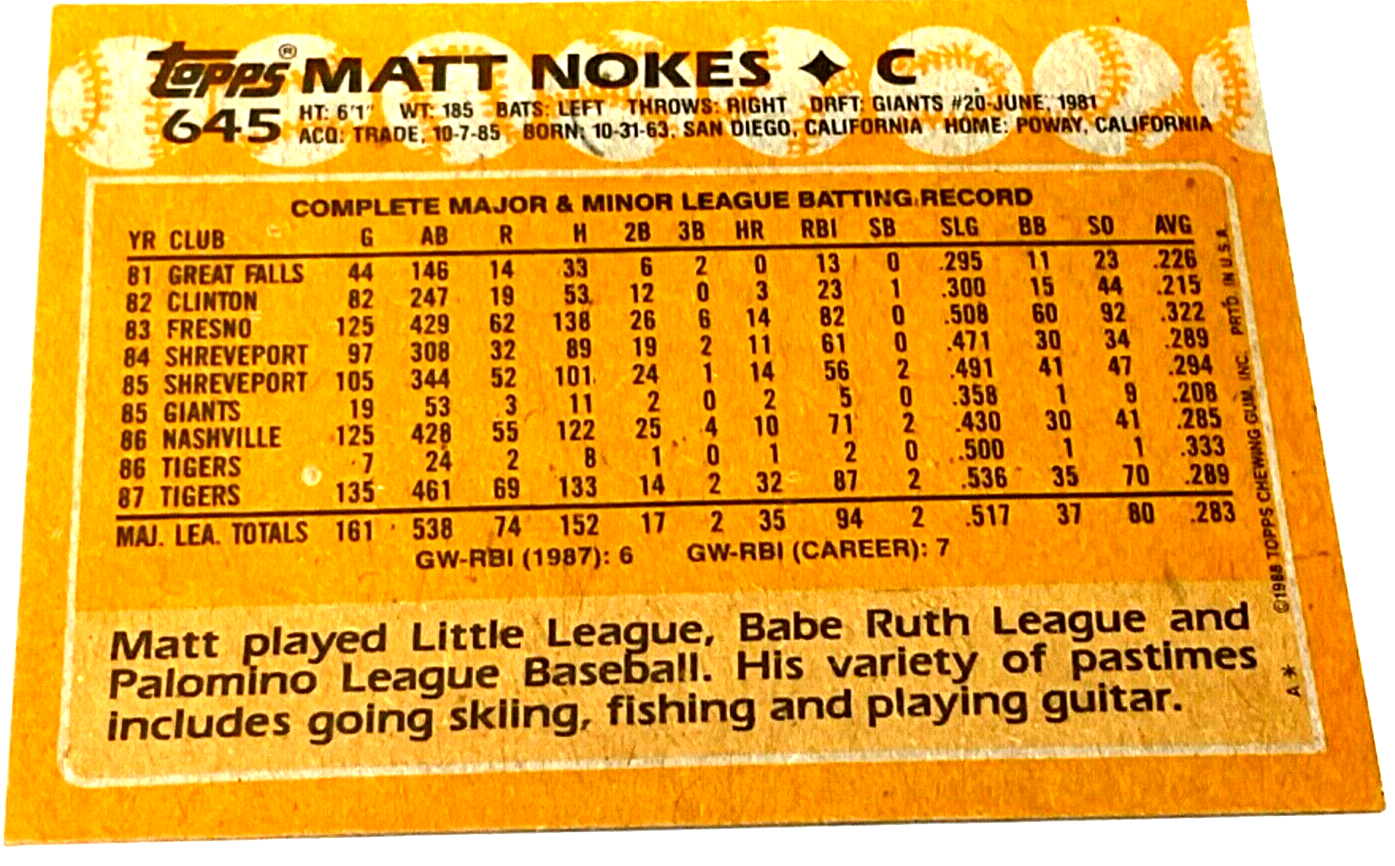 topps® MATT NOKES ✦ C
645 HT: 6'1" WT: 185 BATS: LEFT THROWS: RIGHT DRFT: GIANTS #20-JUNE, 1981
ACQ: TRADE, 10-7-85 BORN: 10-31-63, SAN DIEGO, CALIFORNIA HOME: POWAY, CALIFORNIA
COMPLETE MAJOR & MINOR LEAGUE BATTING RECORD
YR CLUB G AB R H 2B 3B HR RBI SB SLG BB SO AVG
81 GREAT FALLS 44 146 14 33 6 2 0 13 0 .295 11 23 .226
82 CLINTON 82 247 19 53 12 0 3 23 1 .300 15 44 .215
83 FRESNO 125 429 62 138 26 6 14 82 0 .508 60 92 .322
84 SHREVEPORT 97 308 32 89 19 2 11 61 0 .471 30 34 .289
85 SHREVEPORT 105 344 52 101 24 1 14 56 2 .491 41 47 .294
85 GIANTS 19 53 3 11 2 0 2 5 0 .358 1 9 .208
86 NASHVILLE 125 428 55 122 25 4 10 71 2 .430 30 41 .285
86 TIGERS 7 24 2 8 1 0 1 2 0 .500 1 1 .333
87 TIGERS 135 461 69 133 14 2 32 87 2 .536 35 70 .289
MAJ. LEA. TOTALS 161 538 74 152 17 2 35 94 2 .517 37 80 .283
GW-RBI (1987): 6 GW-RBI (CAREER): 7
Matt played Little League, Babe Ruth League and
Palomino League Baseball. His variety of pastimes
includes going skiing, fishing and playing guitar.
©1988 TOPPS CHEWING GUM, INC. PRTD. IN U.S.A.
A *